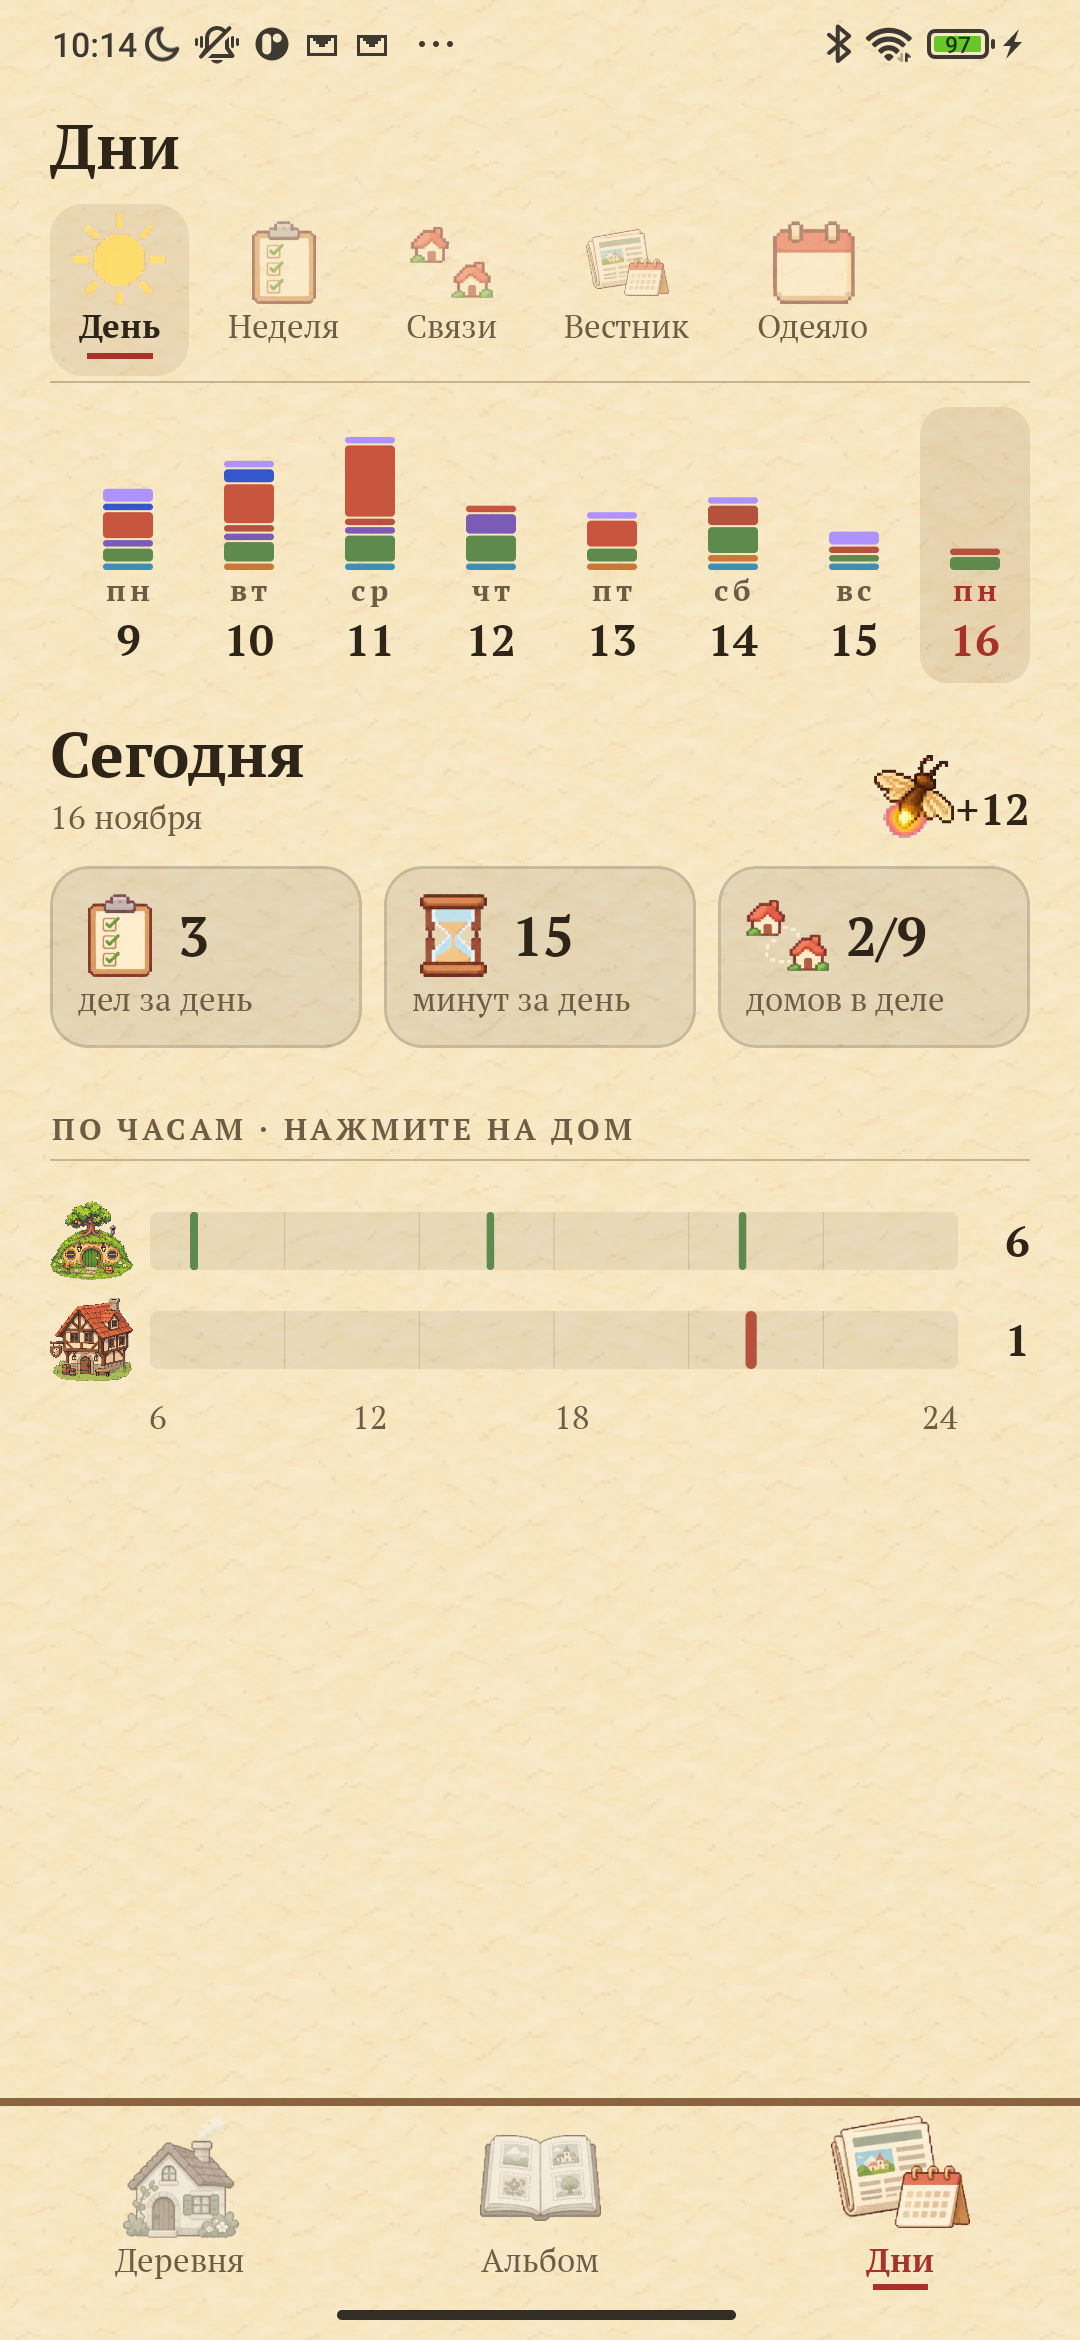 10:14
97
Дни
День
Неделя
Связи
Вестник
Одеяло
пн
вт
ср
чт
пт
сб
вс
пн
9
10
11
12
13
14
15
16
Сегодня
16 ноября
+12
3
дел за день
15
минут за день
2/9
домов в деле
ПО ЧАСАМ · НАЖМИТЕ НА ДОМ
6
1
6
12
18
24
Деревня
Альбом
Дни